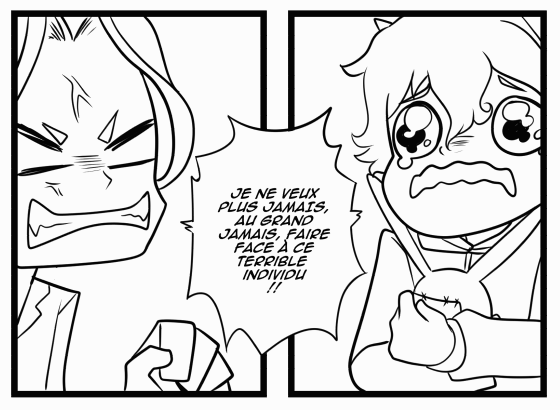 JE NE VEUX
PLUS JAMAIS,
AU GRAND
JAMAIS, FAIRE
FACE À CE
TERRIBLE
INDIVIDU
!!